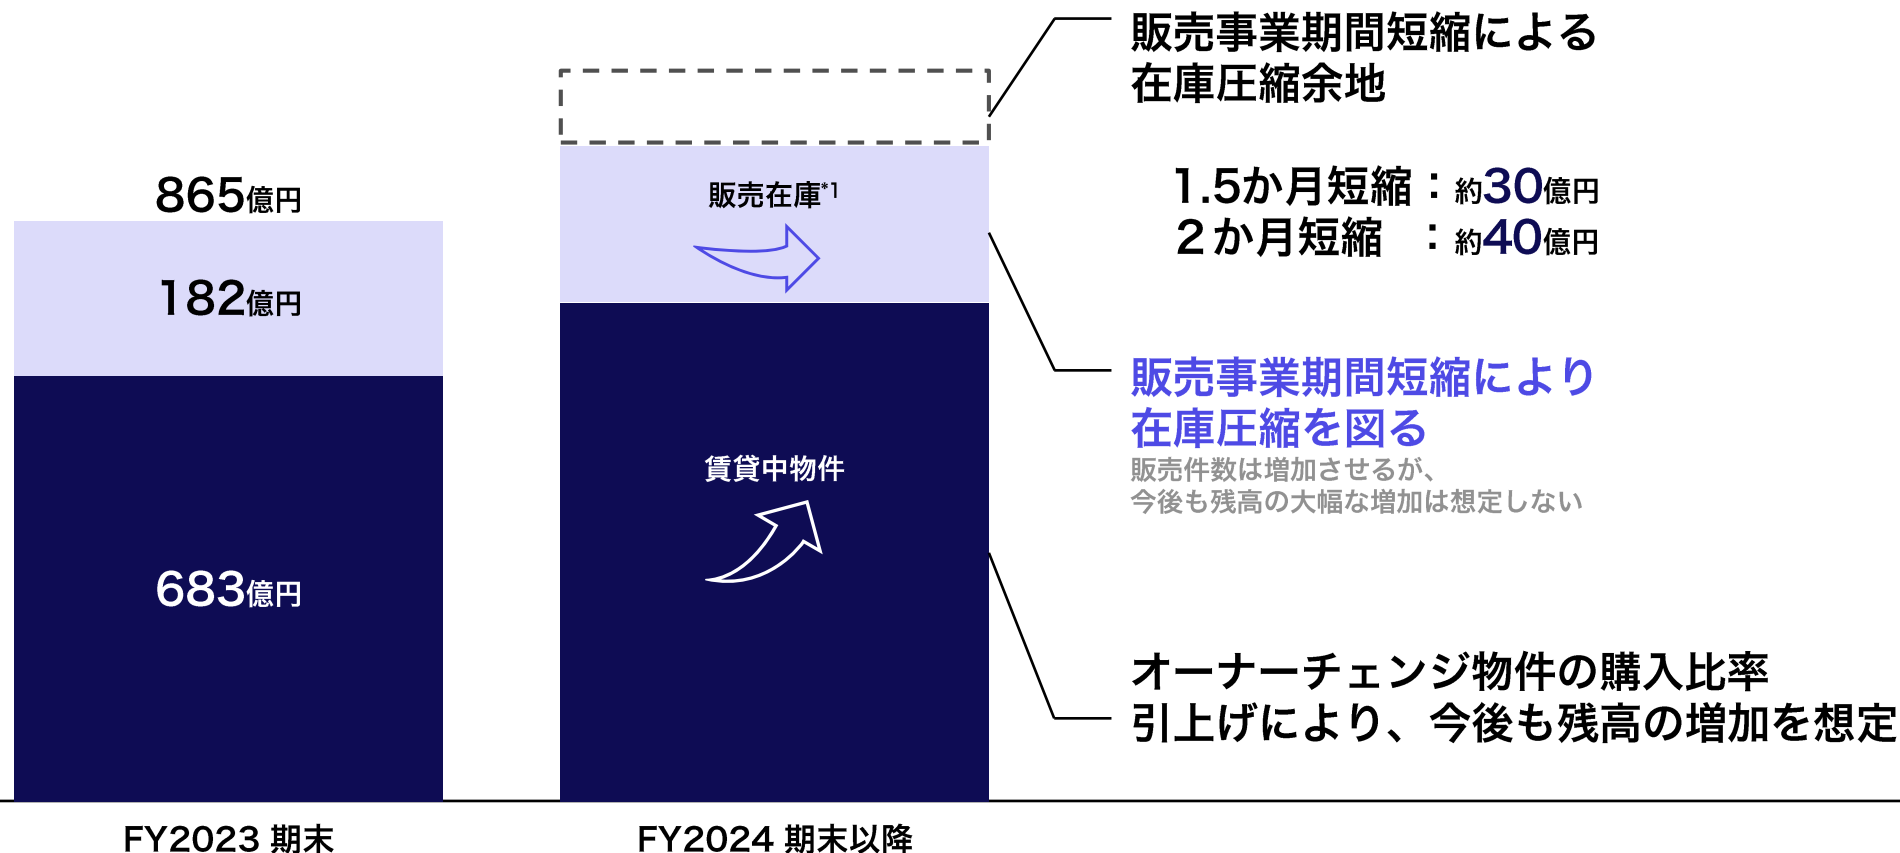 865億円
182億円
683億円
FY2023 期末
販売在庫*1
賃貸中物件
FY2024 期末以降
販売事業期間短縮による
在庫圧縮余地
1.5か月短縮：約30億円
2か月短縮：約40億円
販売事業期間短縮により
在庫圧縮を図る
販売件数は増加させるが、
今後も残高の大幅な増加は想定しない
オーナーチェンジ物件の購入比率
引上げにより、今後も残高の増加を想定